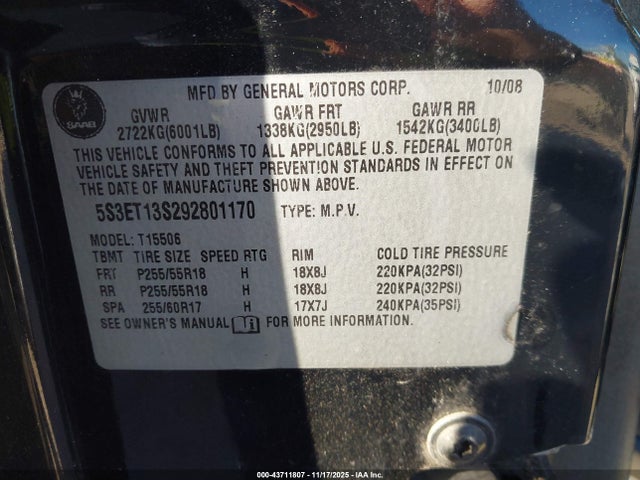 MFD BY GENERAL MOTORS CORP. 10/08
SAAB
GVWR GAWR FRT GAWR RR
2722KG(6001LB) 1338KG(2950LB) 1542KG(3400LB)
THIS VEHICLE CONFORMS TO ALL APPLICABLE U.S. FEDERAL MOTOR
VEHICLE SAFETY AND THEFT PREVENTION STANDARDS IN EFFECT ON
THE DATE OF MANUFACTURE SHOWN ABOVE.
5S3ET13S292801170 TYPE: M.P.V.
MODEL: T15506
TBMT TIRE SIZE SPEED RTG RIM COLD TIRE PRESSURE
FRT P255/55R18 H 18X8J 220KPA(32PSI)
RR P255/55R18 H 18X8J 220KPA(32PSI)
SPA 255/60R17 H 17X7J 240KPA(35PSI)
SEE OWNER'S MANUAL FOR MORE INFORMATION.
000-43711807 - 11/17/2025 - IAA Inc.